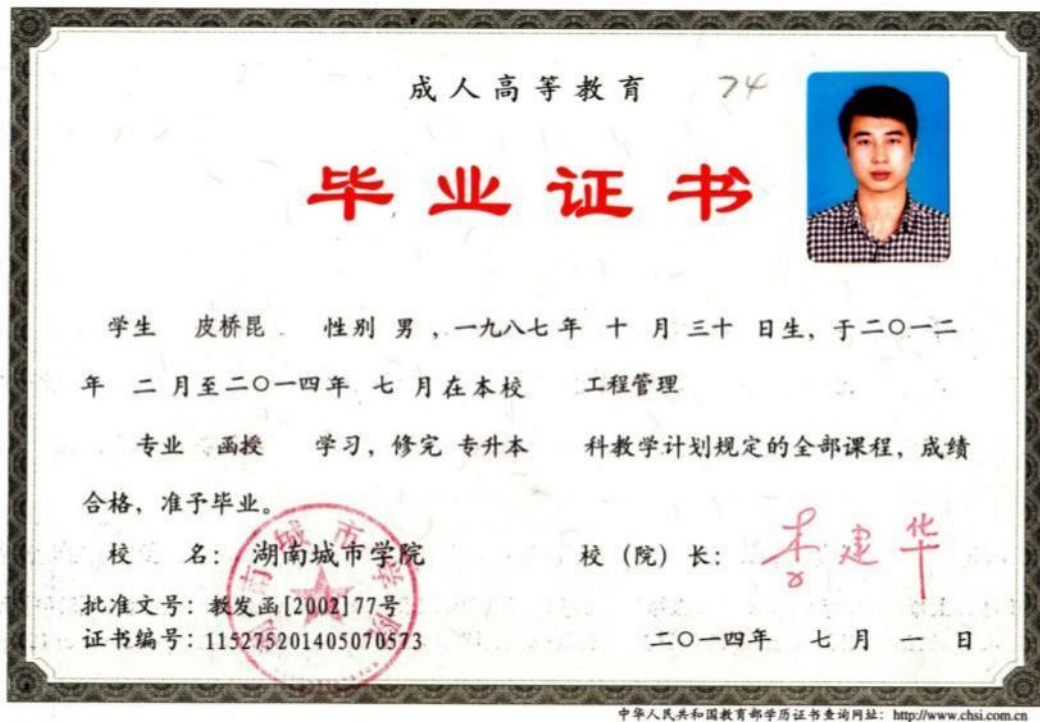 成人高等教育 74
毕业证书
学生 皮桥昆 性别 男 ,一九八七年 十 月 三十 日生, 于二〇一二
年 二 月至二〇一四年 七 月在本校 工程管理
专业 函授 学习, 修完 专升本 科教学计划规定的全部课程, 成绩
合格, 准予毕业。
校 名: 湖南城市学院 校 (院) 长: 李建华
批准文号: 教发函[2002]77号
证书编号: 115275201405070573 二〇一四年 七 月 一 日
湖南城市学院
中华人民共和国教育部学历证书查询网址: http://www.chsi.com.cn